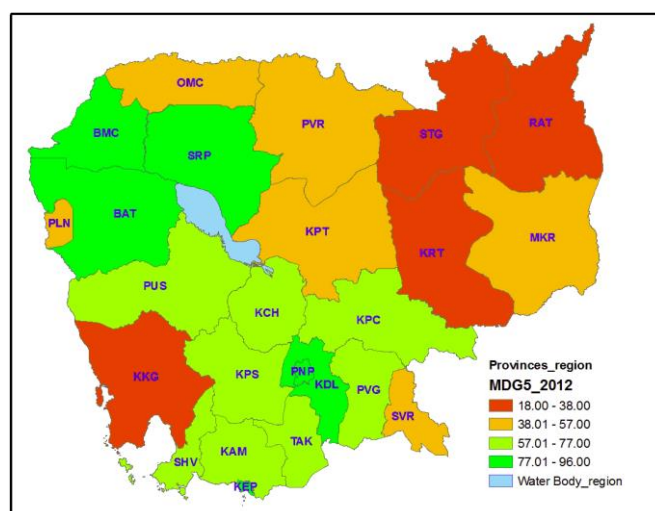 OMC
RAT
BMC
PVR
STG
SRP
BAT
PLN
KPT
MKR
KRT
PUS
KCH
KPC
KKG
PNP
KPS
KDL
PVG
SVR
TAK
KAM
SHV
KEP
Provinces_region
MDG5_2012
18.00 - 38.00
38.01 - 57.00
57.01 - 77.00
77.01 - 96.00
Water Body_region